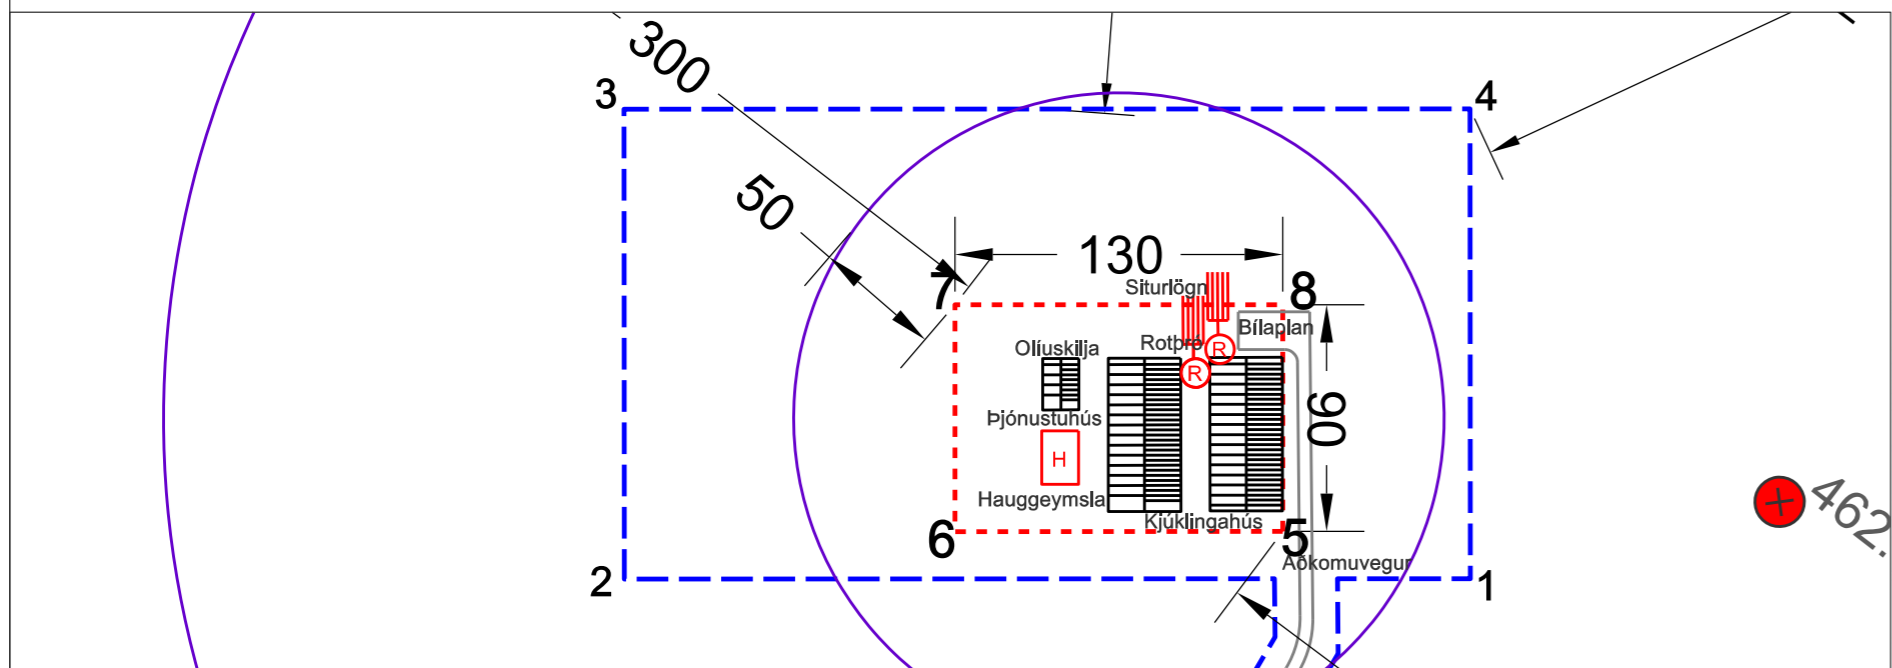 300
3
4
50
130
7
8
Siturlögn
Bílaplan
Rotþró
R
Olíuskilja
R
90
Þjónustuhús
H
Hauggeymsla
Kjúklingahús
6
5
Aðkomuvegur
2
1
462.